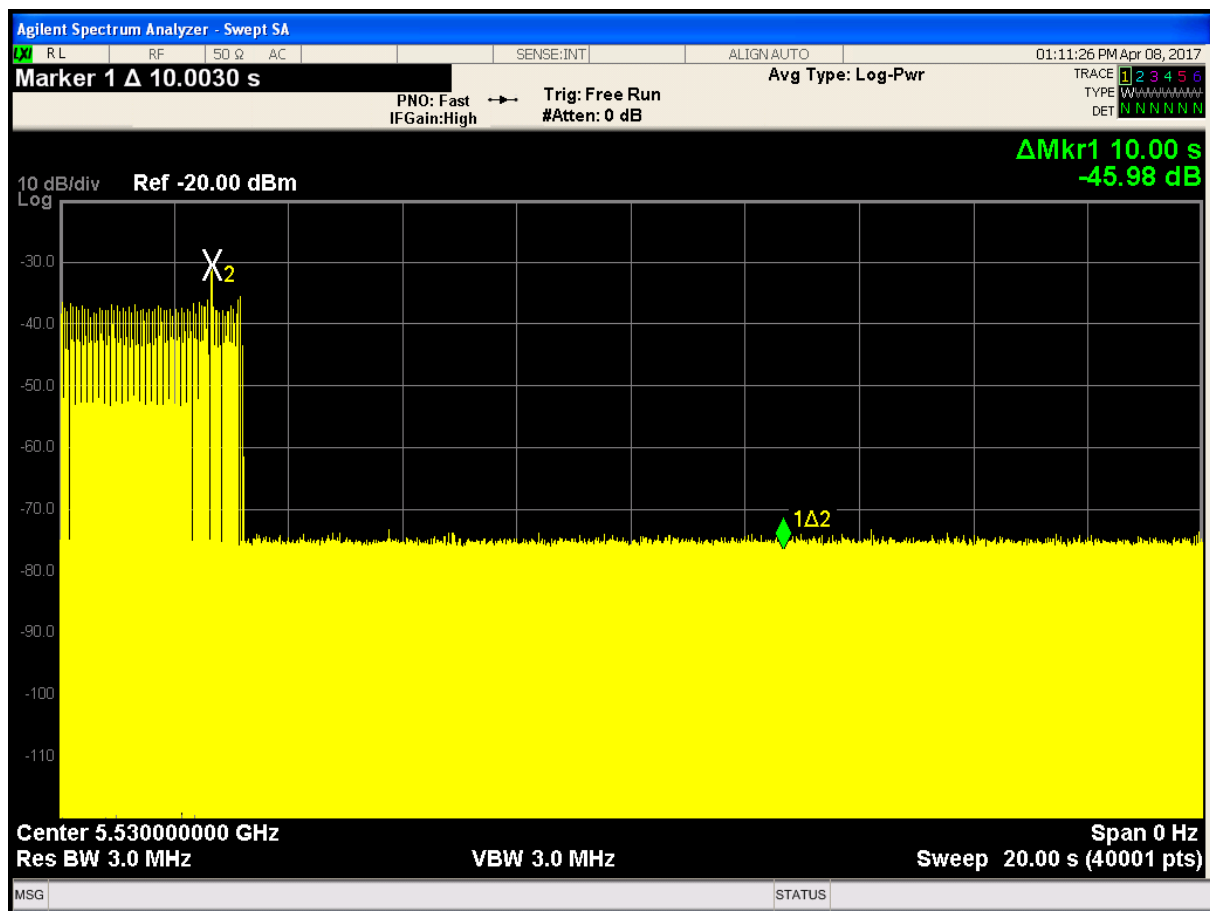 Agilent Spectrum Analyzer - Swept SA
LXI RL RF 50 Ω AC SENSE:INT ALIGN AUTO 01:11:26 PM Apr 08, 2017
Marker 1 Δ 10.0030 s
PNO: Fast
IFGain:High
Trig: Free Run
#Atten: 0 dB
Avg Type: Log-Pwr
TRACE 1 2 3 4 5 6
TYPE WWWWWW
DET N N N N N N
ΔMkr1 10.00 s
-45.98 dB
10 dB/div Ref -20.00 dBm
Log
-30.0
X2
-40.0
-50.0
-60.0
-70.0
1Δ2
-80.0
-90.0
-100
-110
Center 5.530000000 GHz Span 0 Hz
Res BW 3.0 MHz VBW 3.0 MHz Sweep 20.00 s (40001 pts)
MSG STATUS